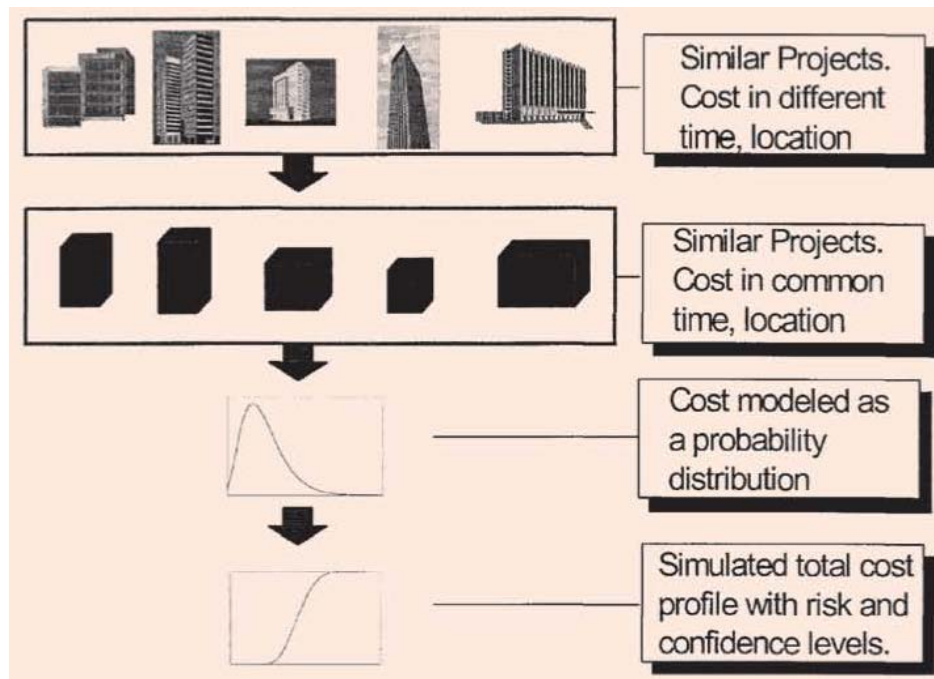 Similar Projects.
Cost in different
time, location
Similar Projects.
Cost in common
time, location
Cost modeled as
a probability
distribution
Simulated total cost
profile with risk and
confidence levels.